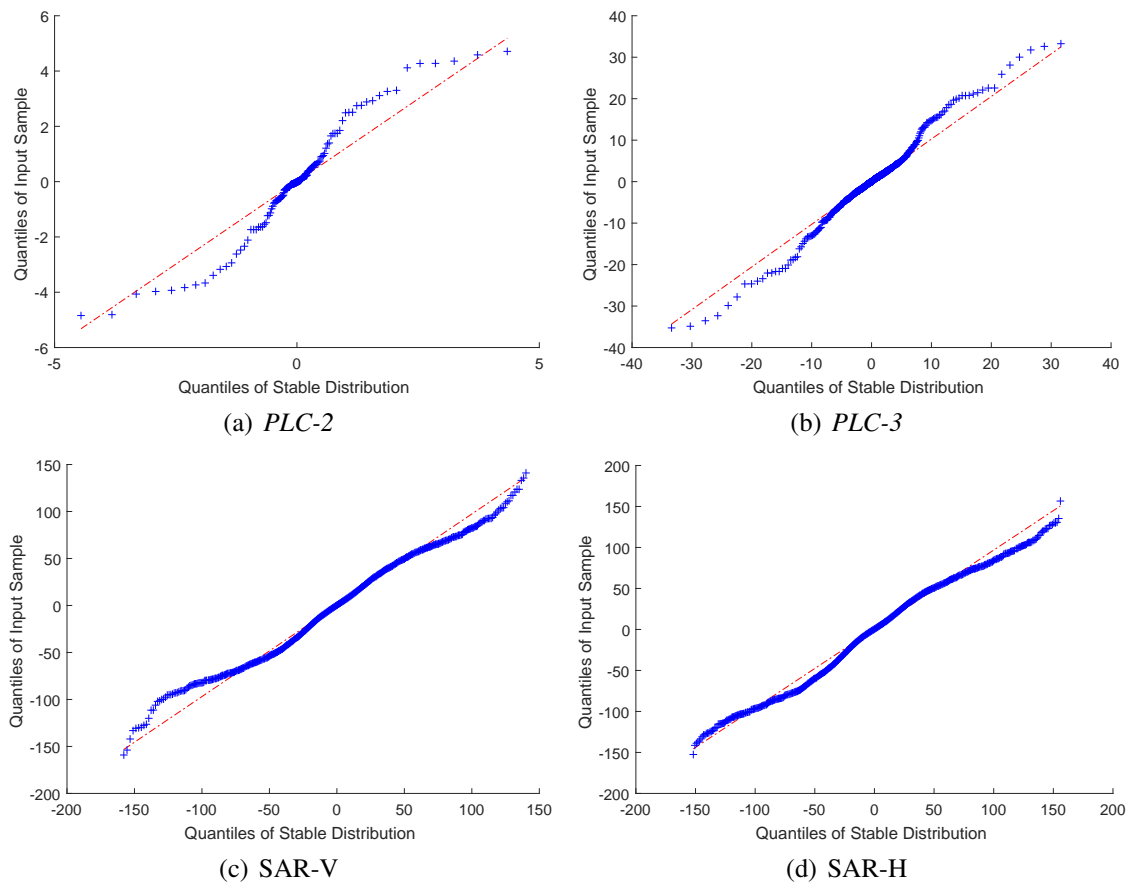 6
4
2
0
-2
-4
-6
-5 0 5
Quantiles of Input Sample
Quantiles of Stable Distribution
(a) PLC-2
40
30
20
10
0
-10
-20
-30
-40
-40 -30 -20 -10 0 10 20 30 40
Quantiles of Input Sample
Quantiles of Stable Distribution
(b) PLC-3
150
100
50
0
-50
-100
-150
-200
-200 -150 -100 -50 0 50 100 150
Quantiles of Input Sample
Quantiles of Stable Distribution
(c) SAR-V
200
150
100
50
0
-50
-100
-150
-200
-200 -150 -100 -50 0 50 100 150 200
Quantiles of Input Sample
Quantiles of Stable Distribution
(d) SAR-H